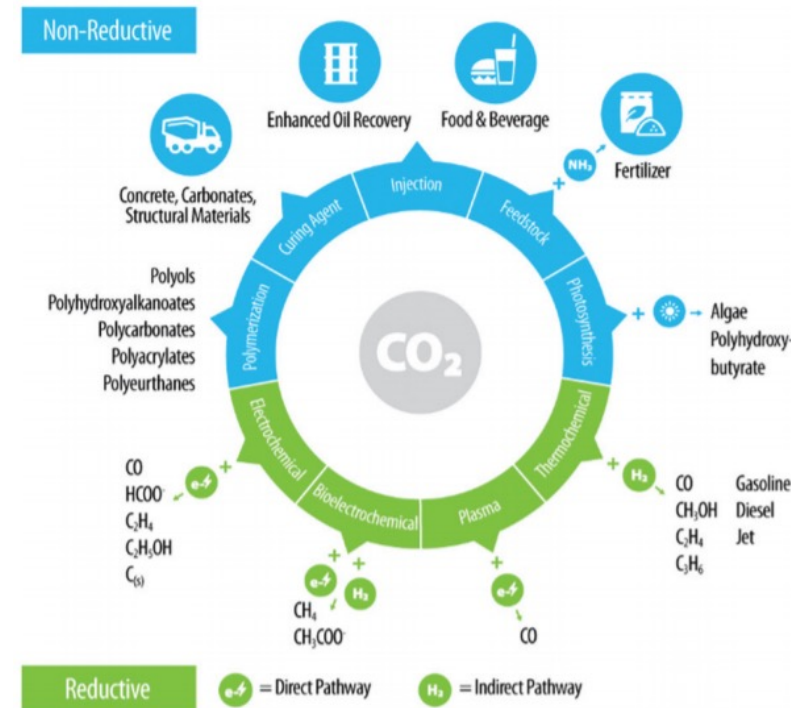 Non-Reductive
Enhanced Oil Recovery
Food & Beverage
Fertilizer
NH₃
+
Concrete, Carbonates,
Structural Materials
Injection
Curing Agent
Feedstock
Polymerization
Photosynthesis
Polyols
Polyhydroxyalkanoates
Polycarbonates
Polyacrylates
Polyeurthanes
+
Algae
Polyhydroxy-
butyrate
CO₂
Electrochemical
Bioelectrochemical
Plasma
Thermochemical
+
e-
CO
HCOO⁻
C₂H₄
C₂H₅OH
C(s)
+ +
e-
H₂
CH₄
CH₃COO⁻
+
e-
CO
+
H₂
CO Gasoline
CH₃OH Diesel
C₂H₄ Jet
C₃H₆
Reductive
e- = Direct Pathway
H₂ = Indirect Pathway